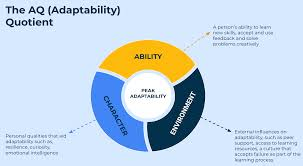 The AQ (Adaptability)
Quotient
A person's ability to learn
new skills, accept and use
feedback and solve
problems creatively
ABILITY
PEAK
ADAPTABILITY
CHARACTER
ENVIRONMENT
Personal qualities that aid
adaptability such as
resilience, curiosity,
emotional intelligence
External influences on
adaptability, such as peer
support, access to learning
resources, a culture that
accepts failure as part of the
learning process